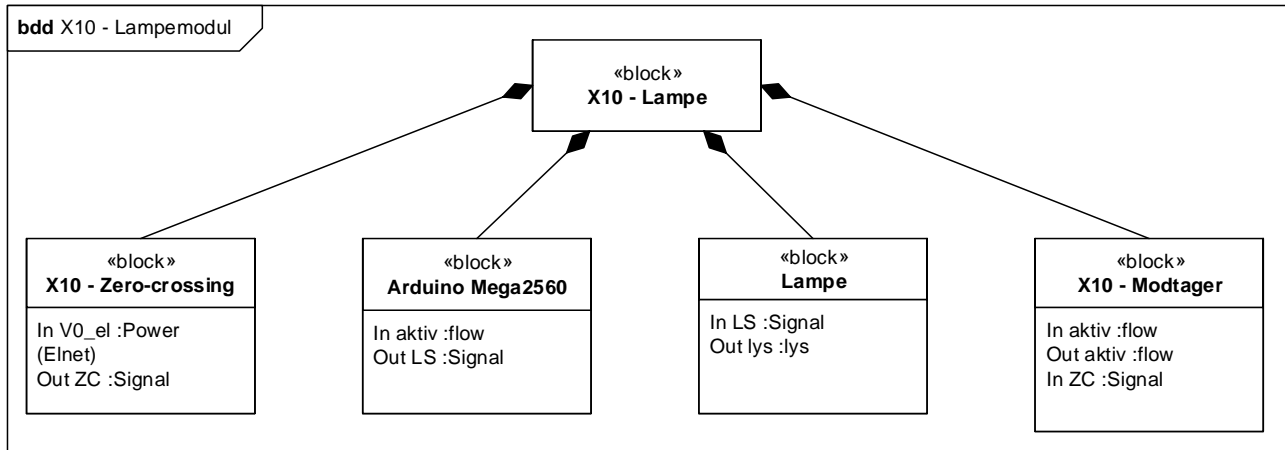 bdd X10 - Lampemodul
«block»
X10 - Lampe
«block»
X10 - Zero-crossing
In V0_el :Power
(Elnet)
Out ZC :Signal
«block»
Arduino Mega2560
In aktiv :flow
Out LS :Signal
«block»
Lampe
In LS :Signal
Out lys :lys
«block»
X10 - Modtager
In aktiv :flow
Out aktiv :flow
In ZC :Signal